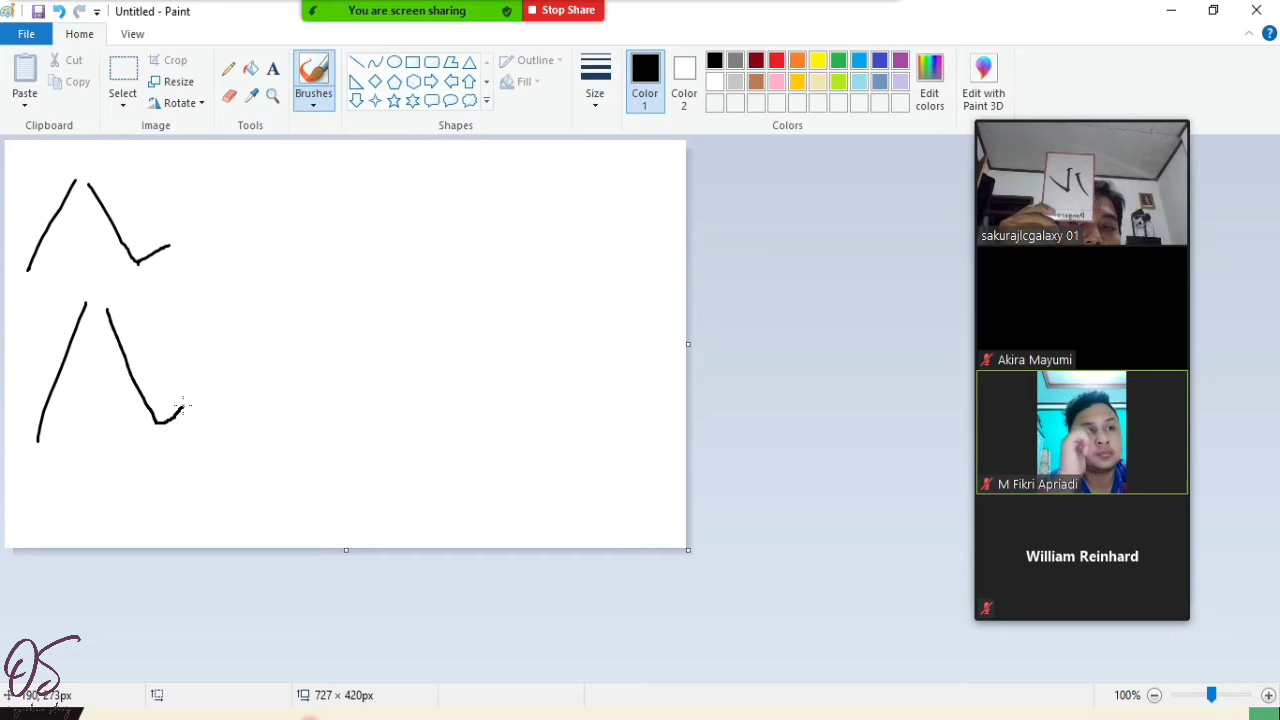 Untitled - Paint
You are screen sharing
Stop Share
File
Home
View
Paste
Cut
Copy
Clipboard
Select
Crop
Resize
Rotate
Image
A
Tools
Brushes
Shapes
Outline
Fill
Size
Color
1
Color
2
Edit
colors
Colors
Edit with
Paint 3D
sakurajlcgalaxy 01
Akira Mayumi
M Fikri Apriadi
William Reinhard
190, 273px
727 × 420px
100%